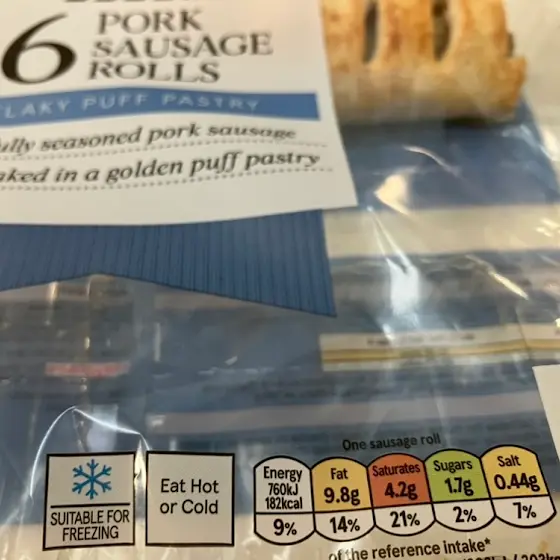 6 PORK
SAUSAGE
ROLLS
LAKY PUFF PASTRY
ully seasoned pork sausage
aked in a golden puff pastry
One sausage roll
Energy
760kJ
182kcal
9%
Fat
9.8g
14%
Saturates
4.2g
21%
Sugars
1.7g
2%
Salt
0.44g
7%
SUITABLE FOR
FREEZING
Eat Hot
or Cold
of the reference intake*